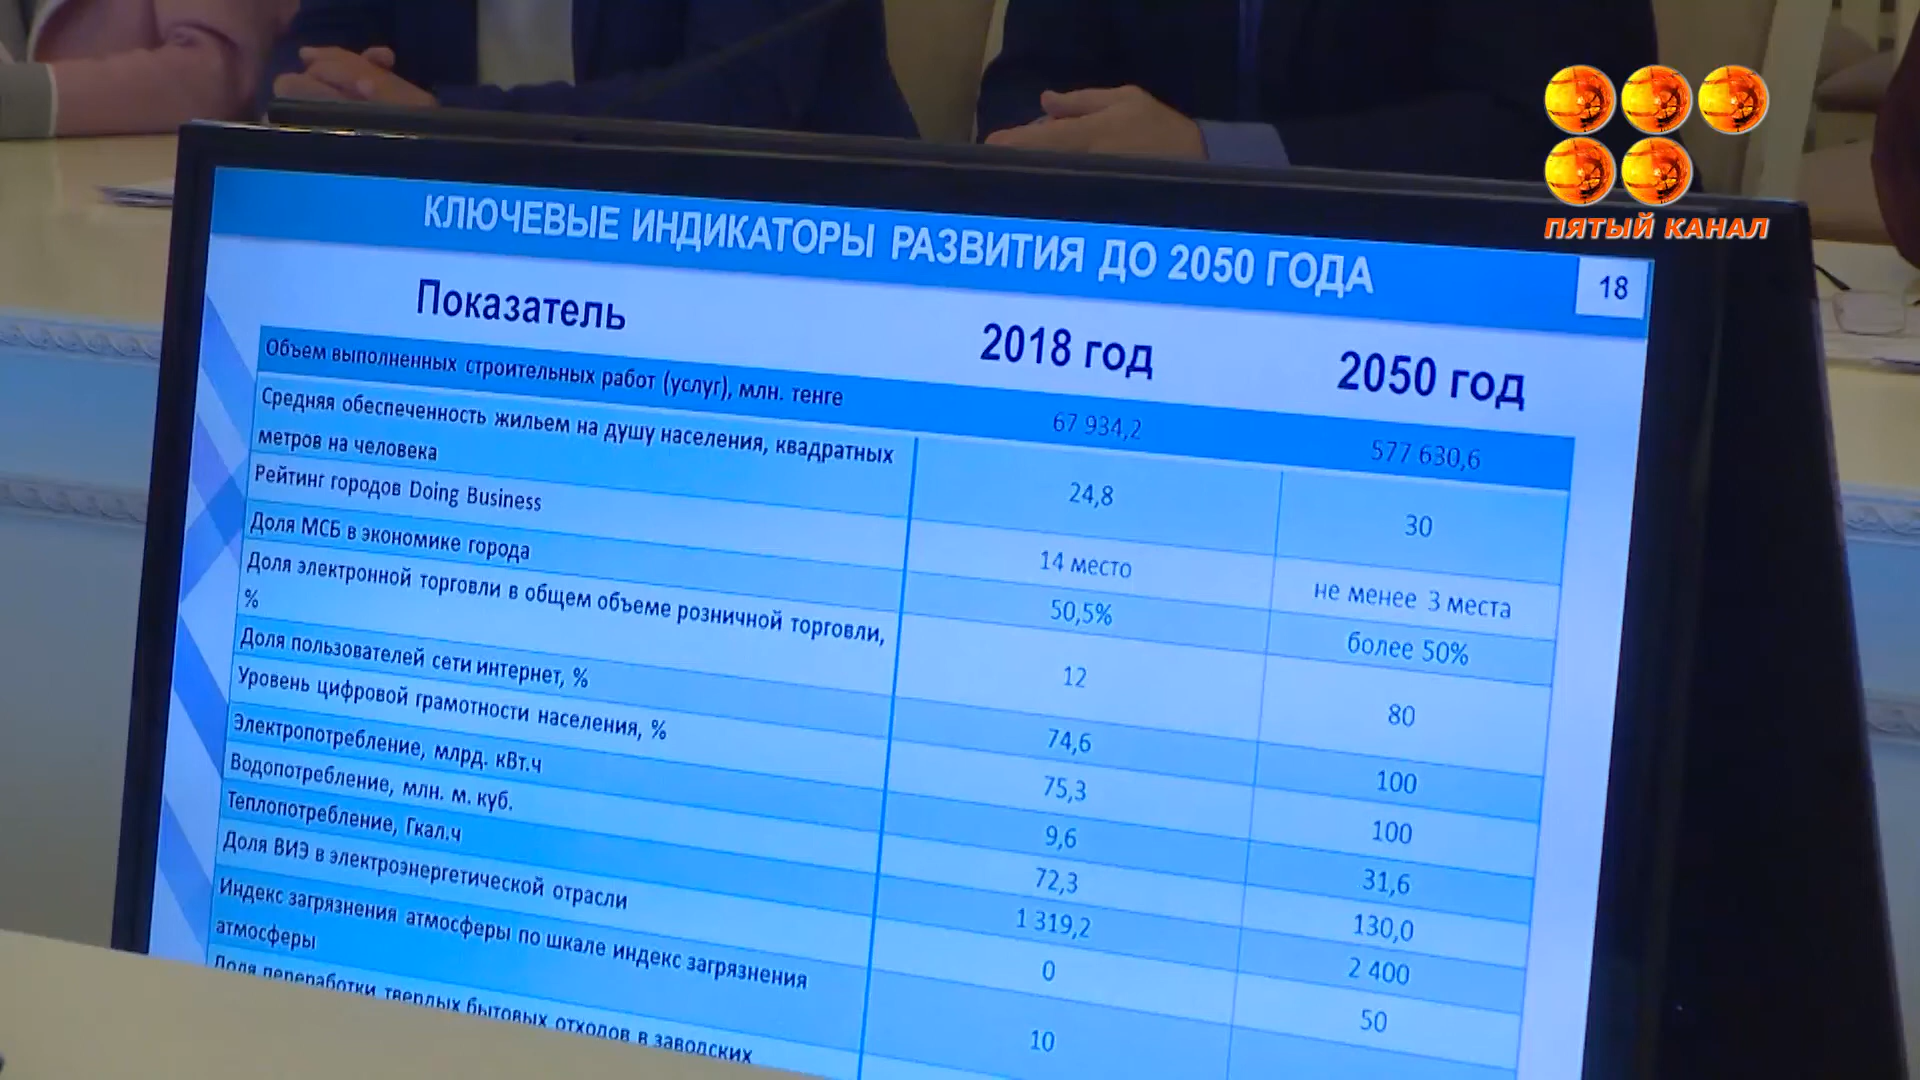 ПЯТЫЙ КАНАЛ
КЛЮЧЕВЫЕ ИНДИКАТОРЫ РАЗВИТИЯ ДО 2050 ГОДА
18
Показатель 2018 год 2050 год
Объем выполненных строительных работ (услуг), млн. тенге 67 934,2 577 630,6
Средняя обеспеченность жильем на душу населения, квадратных
метров на человека 24,8 30
Рейтинг городов Doing Business 14 место не менее 3 места
Доля МСБ в экономике города 50,5% более 50%
Доля электронной торговли в общем объеме розничной торговли,
% 12 80
Доля пользователей сети интернет, % 74,6 100
Уровень цифровой грамотности населения, % 75,3 100
Электропотребление, млрд. кВт.ч 9,6 31,6
Водопотребление, млн. м. куб. 72,3 130,0
Теплопотребление, Гкал.ч 1 319,2 2 400
Доля ВИЭ в электроэнергетической отрасли 0 50
Индекс загрязнения атмосферы по шкале индекс загрязнения
атмосферы 10
Доля переработки твердых бытовых отходов в заводских